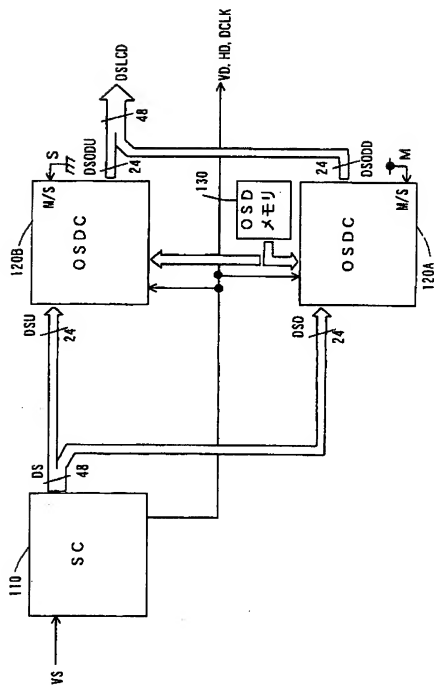 VS
110
SC
DS
48
DSU
24
DSD
24
120B
OSDC
M/S
S
DSODU
24
48
DSLCD
VD, HD, DCLK
130
OSD
メモリ
OSDC
M/S
M
120A
24
DSODD